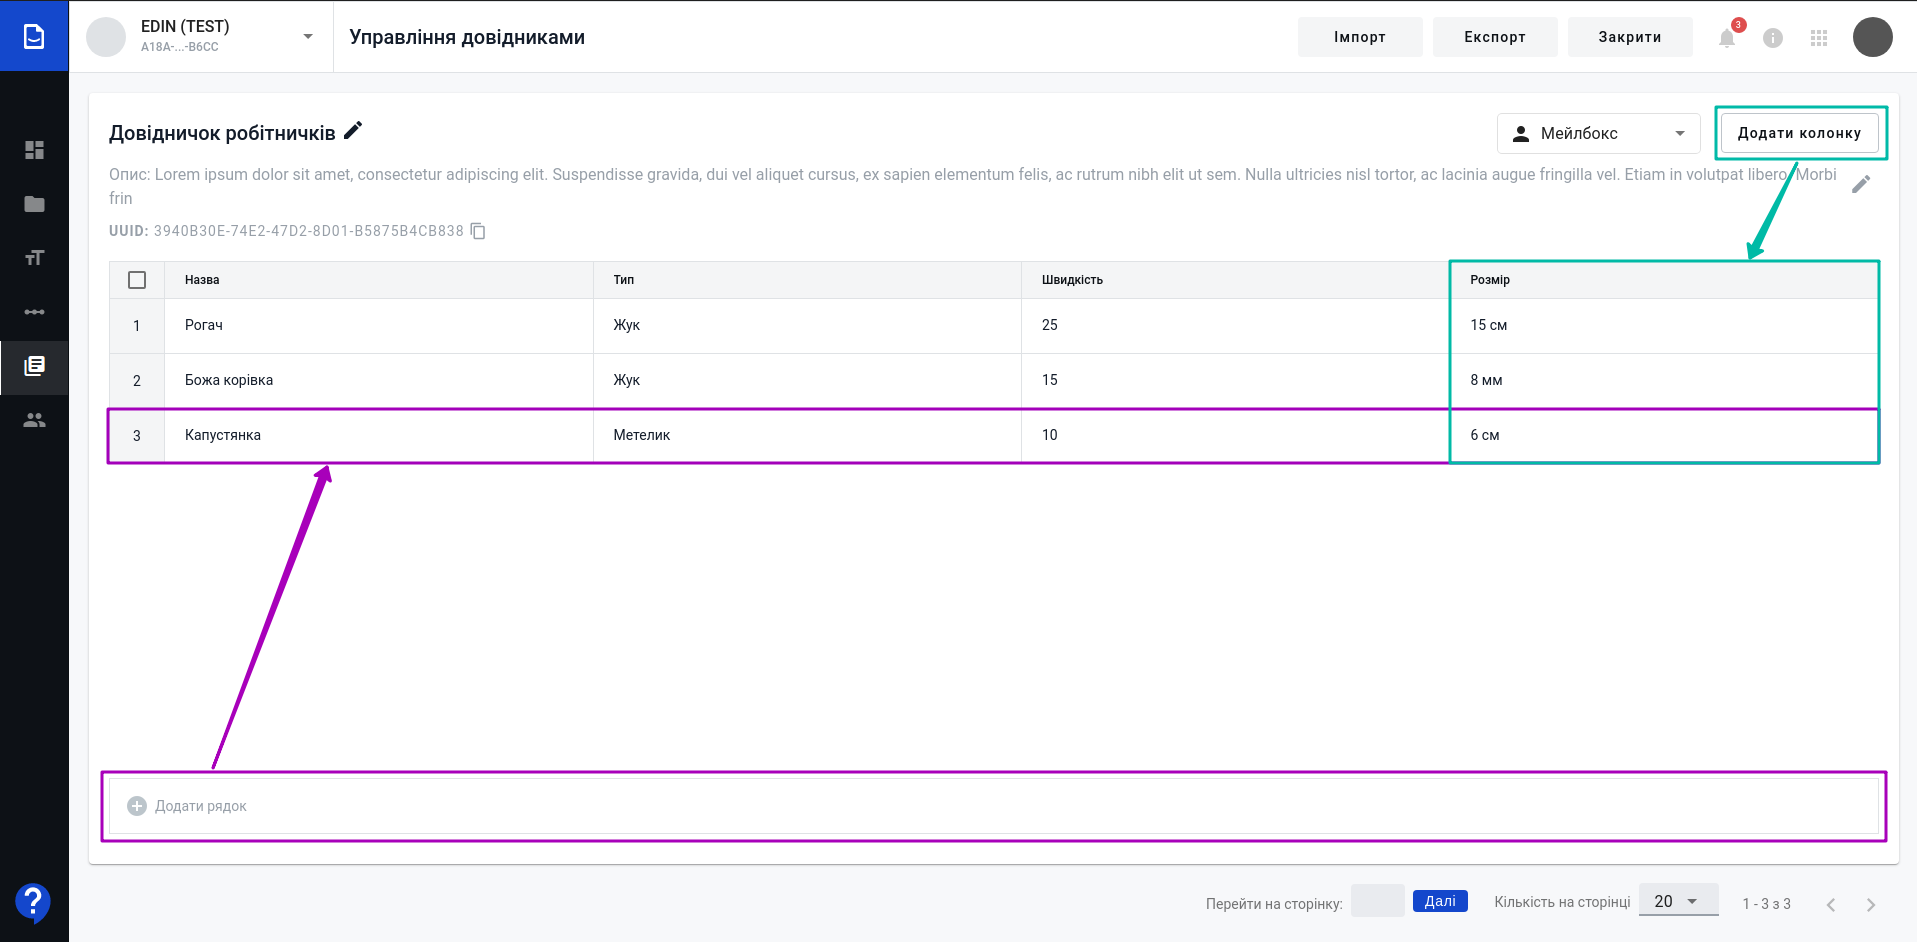 EDIN (TEST)
A18A-...-B6CC
Управління довідниками
Імпорт
Експорт
Закрити
3
Довідничок робітничків
Мейлбокс
Додати колонку
Опис: Lorem ipsum dolor sit amet, consectetur adipiscing elit. Suspendisse gravida, dui vel aliquet cursus, ex sapien elementum felis, ac rutrum nibh elit ut sem. Nulla ultricies nisl tortor, ac lacinia augue fringilla vel. Etiam in volutpat libero. Morbi
frin
UUID: 3940B30E-74E2-47D2-8D01-B5875B4CB838
Назва Тип Швидкість Розмір
1 Рогач Жук 25 15 см
2 Божа корівка Жук 15 8 мм
3 Капустянка Метелик 10 6 см
Додати рядок
?
Перейти на сторінку: Далі Кількість на сторінці 20 1 - 3 з 3